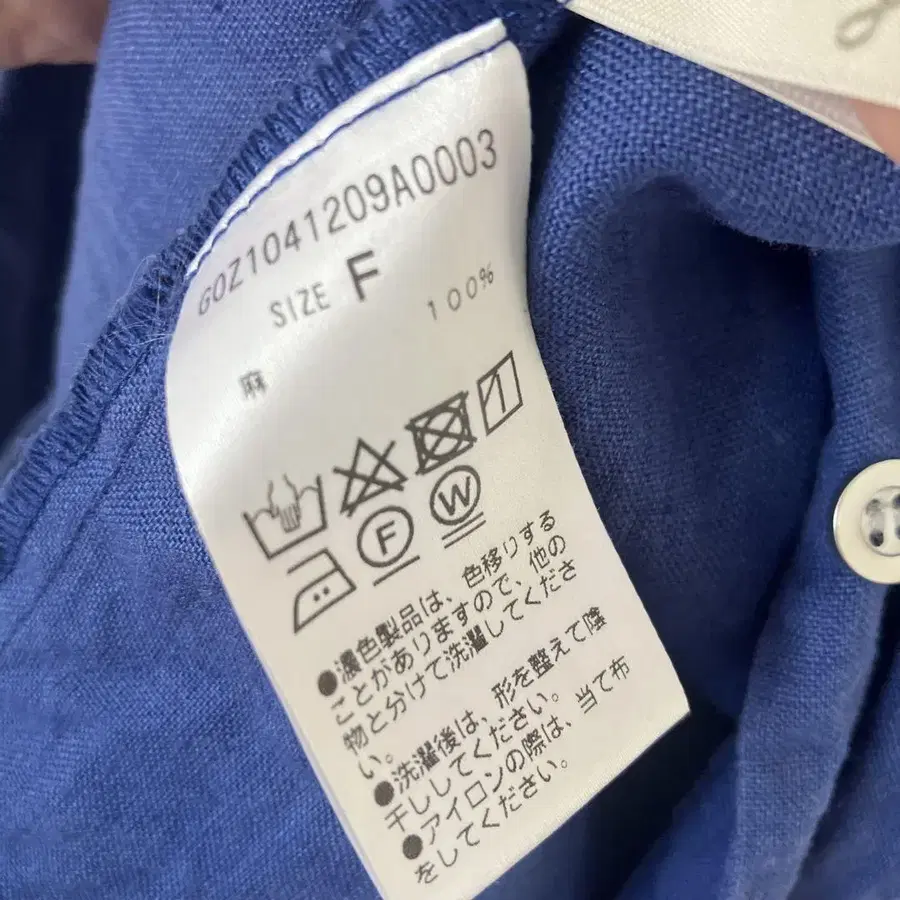 G0Z1041209A0003
SIZE F
麻 100%
F W
●濃色製品は、色移りする
ことがありますので、他の
物と分けて洗濯してくださ
い。
●洗濯後は、形を整えて陰
干ししてください。
●アイロンの際は、当て布
をしてください。